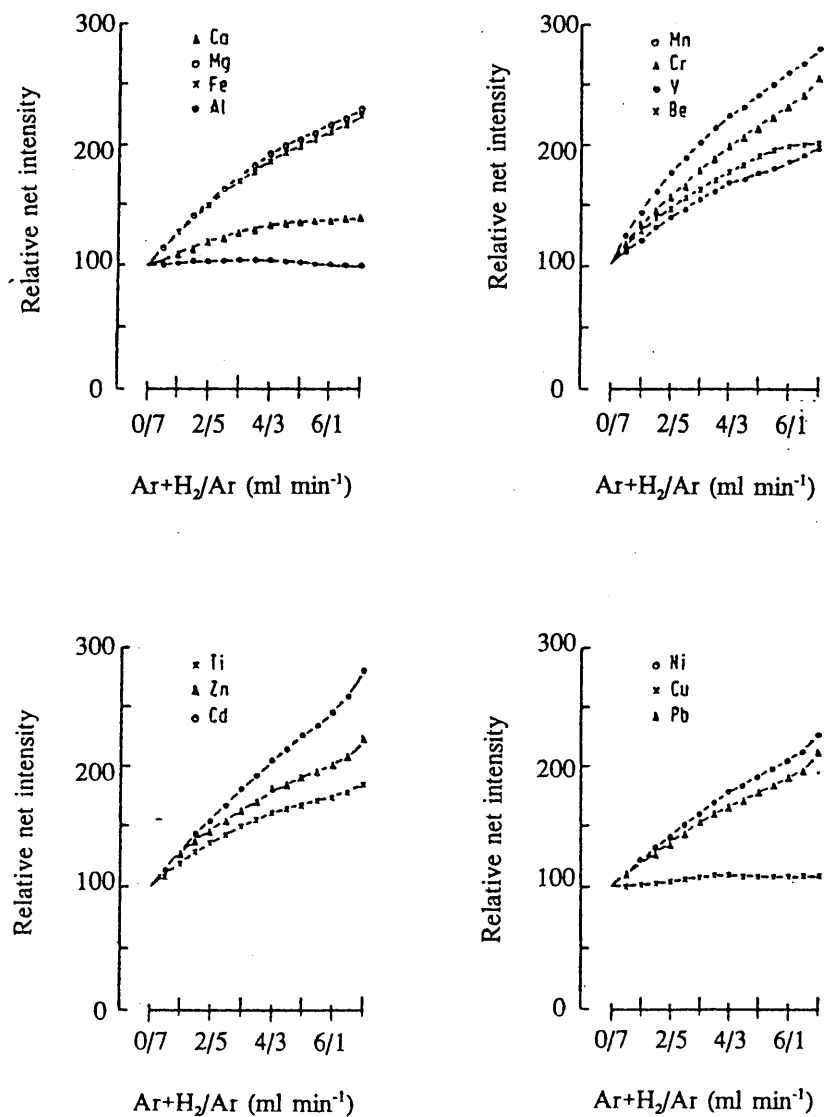 300
200
100
0
Relative net intensity
Ca
Mg
Fe
Al
0/7 2/5 4/3 6/1
Ar+H₂/Ar (ml min⁻¹)
300
200
100
0
Relative net intensity
Mn
Cr
V
Be
0/7 2/5 4/3 6/1
Ar+H₂/Ar (ml min⁻¹)
300
200
100
0
Relative net intensity
Ti
Zn
Cd
0/7 2/5 4/3 6/1
Ar+H₂/Ar (ml min⁻¹)
300
200
100
0
Relative net intensity
Ni
Cu
Pb
0/7 2/5 4/3 6/1
Ar+H₂/Ar (ml min⁻¹)